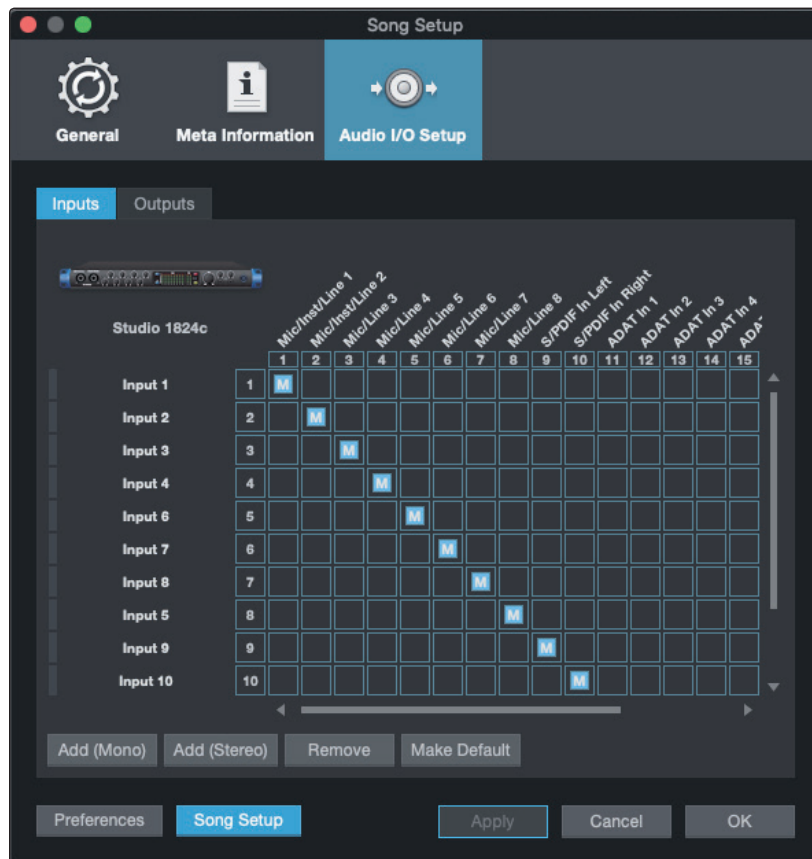 Song Setup
General
Meta Information
Audio I/O Setup
Inputs
Outputs
Studio 1824c
Mic/Inst/Line 1
Mic/Inst/Line 2
Mic/Line 3
Mic/Line 4
Mic/Line 5
Mic/Line 6
Mic/Line 7
Mic/Line 8
S/PDIF In Left
S/PDIF In Right
ADAT In 1
ADAT In 2
ADAT In 3
ADAT In 4
ADA
1 2 3 4 5 6 7 8 9 10 11 12 13 14 15
Input 1 1 M
Input 2 2 M
Input 3 3 M
Input 4 4 M
Input 6 5 M
Input 7 6 M
Input 8 7 M
Input 5 8 M
Input 9 9 M
Input 10 10 M
Add (Mono)
Add (Stereo)
Remove
Make Default
Preferences
Song Setup
Apply
Cancel
OK